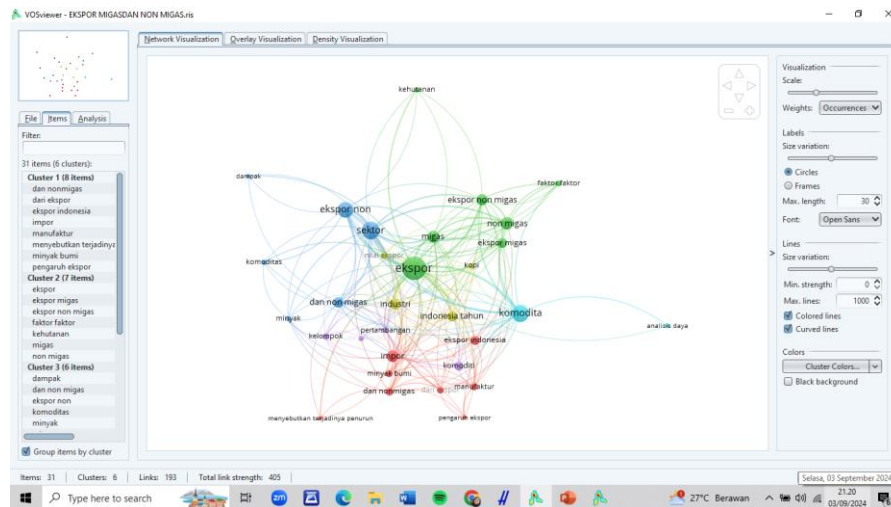 VOSviewer - EKSPOR MIGASDAN NON MIGAS.ris
Network Visualization Overlay Visualization Density Visualization
File Items Analysis
Filter:
31 items (6 clusters):
Cluster 1 (8 items)
dan nonmigas
dari ekspor
ekspor indonesia
impor
manufaktur
menyebutkan terjadinya
minyak bumi
pengaruh ekspor
Cluster 2 (7 items)
ekspor
ekspor migas
ekspor non migas
faktor faktor
kehutanan
migas
non migas
Cluster 3 (6 items)
dampak
dan non migas
ekspor non
komoditas
minyak
Group items by cluster
kehutanan
dampak
faktor faktor
ekspor non migas
ekspor non
non migas
sektor
migas
ekspor migas
komoditas
ekspor
kopi
dan non migas
industri
minyak
indonesia tahun
komodita
analisis daya
pertambangan
kelompok
ekspor indonesia
impor
komoditi
minyak bumi
dan nonmigas
manufaktur
menyebutkan terjadinya penurun
pengaruh ekspor
Visualization
Scale:
Weights: Occurrences
Labels
Size variation:
Circles
Frames
Max. length: 30
Font: Open Sans
Lines
Size variation:
Min. strength: 0
Max. lines: 1000
Colored lines
Curved lines
Colors
Cluster Colors...
Black background
Items: 31 Clusters: 6 Links: 193 Total link strength: 405
Selasa, 03 September 2024
Type here to search
zm
27°C Berawan
21.20
03/09/2024